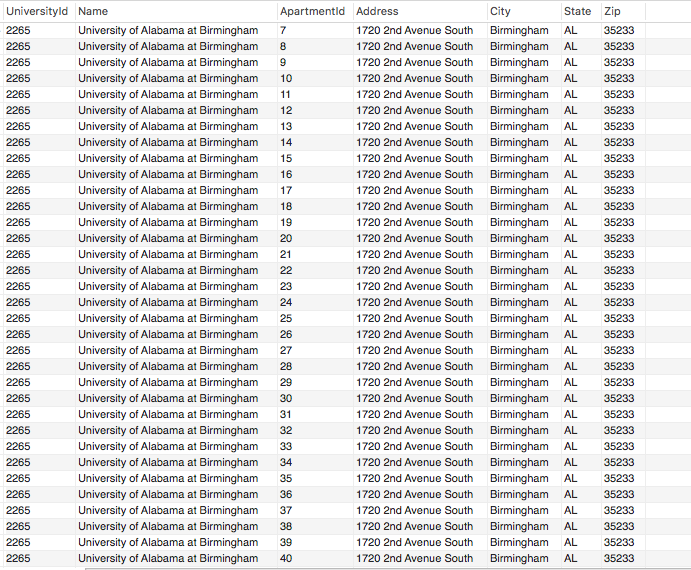 UniversityId Name ApartmentId Address City State Zip
2265 University of Alabama at Birmingham 7 1720 2nd Avenue South Birmingham AL 35233
2265 University of Alabama at Birmingham 8 1720 2nd Avenue South Birmingham AL 35233
2265 University of Alabama at Birmingham 9 1720 2nd Avenue South Birmingham AL 35233
2265 University of Alabama at Birmingham 10 1720 2nd Avenue South Birmingham AL 35233
2265 University of Alabama at Birmingham 11 1720 2nd Avenue South Birmingham AL 35233
2265 University of Alabama at Birmingham 12 1720 2nd Avenue South Birmingham AL 35233
2265 University of Alabama at Birmingham 13 1720 2nd Avenue South Birmingham AL 35233
2265 University of Alabama at Birmingham 14 1720 2nd Avenue South Birmingham AL 35233
2265 University of Alabama at Birmingham 15 1720 2nd Avenue South Birmingham AL 35233
2265 University of Alabama at Birmingham 16 1720 2nd Avenue South Birmingham AL 35233
2265 University of Alabama at Birmingham 17 1720 2nd Avenue South Birmingham AL 35233
2265 University of Alabama at Birmingham 18 1720 2nd Avenue South Birmingham AL 35233
2265 University of Alabama at Birmingham 19 1720 2nd Avenue South Birmingham AL 35233
2265 University of Alabama at Birmingham 20 1720 2nd Avenue South Birmingham AL 35233
2265 University of Alabama at Birmingham 21 1720 2nd Avenue South Birmingham AL 35233
2265 University of Alabama at Birmingham 22 1720 2nd Avenue South Birmingham AL 35233
2265 University of Alabama at Birmingham 23 1720 2nd Avenue South Birmingham AL 35233
2265 University of Alabama at Birmingham 24 1720 2nd Avenue South Birmingham AL 35233
2265 University of Alabama at Birmingham 25 1720 2nd Avenue South Birmingham AL 35233
2265 University of Alabama at Birmingham 26 1720 2nd Avenue South Birmingham AL 35233
2265 University of Alabama at Birmingham 27 1720 2nd Avenue South Birmingham AL 35233
2265 University of Alabama at Birmingham 28 1720 2nd Avenue South Birmingham AL 35233
2265 University of Alabama at Birmingham 29 1720 2nd Avenue South Birmingham AL 35233
2265 University of Alabama at Birmingham 30 1720 2nd Avenue South Birmingham AL 35233
2265 University of Alabama at Birmingham 31 1720 2nd Avenue South Birmingham AL 35233
2265 University of Alabama at Birmingham 32 1720 2nd Avenue South Birmingham AL 35233
2265 University of Alabama at Birmingham 33 1720 2nd Avenue South Birmingham AL 35233
2265 University of Alabama at Birmingham 34 1720 2nd Avenue South Birmingham AL 35233
2265 University of Alabama at Birmingham 35 1720 2nd Avenue South Birmingham AL 35233
2265 University of Alabama at Birmingham 36 1720 2nd Avenue South Birmingham AL 35233
2265 University of Alabama at Birmingham 37 1720 2nd Avenue South Birmingham AL 35233
2265 University of Alabama at Birmingham 38 1720 2nd Avenue South Birmingham AL 35233
2265 University of Alabama at Birmingham 39 1720 2nd Avenue South Birmingham AL 35233
2265 University of Alabama at Birmingham 40 1720 2nd Avenue South Birmingham AL 35233